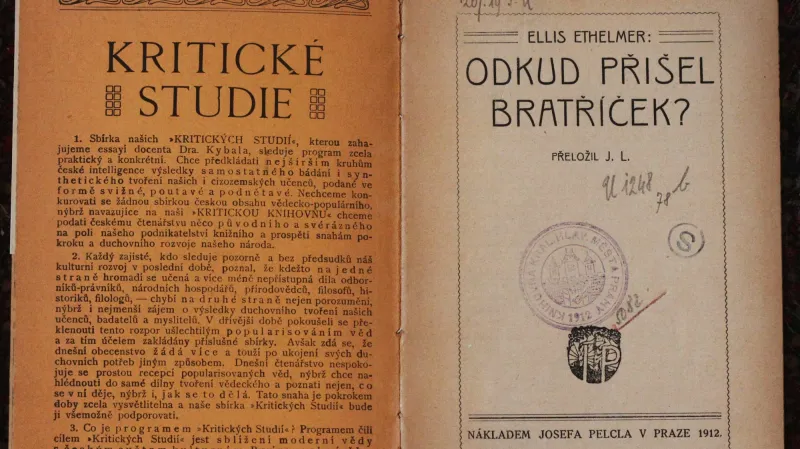 KRITICKÉ
STUDIE
1. Sbírka našich »KRITICKÝCH STUDIÍ«, kterou zaha-
jujeme essayi docenta Dra. Kybala, sleduje program zcela
praktický a konkrétní. Chce předkládati nejširším kruhům
české intelligence výsledky samostatného bádání i syn-
thetického tvoření našich i cizozemských učenců, podané ve
formě svižné, poutavé a podnětavé. Nechceme kon-
kurovati se žádnou sbírkou českou obsahu vědecko-populárního,
nýbrž navazujíce na naši »KRITICKOU KNIHOVNU« chceme
podati českému čtenářstvu něco původního a svérázného
na poli našeho podnikatelství knižního a prospěti snahám po-
kroku a duchovního rozvoje našeho národa.
2. Každý zajisté, kdo sleduje pozorně a bez předsudků náš
kulturní rozvoj v poslední době, poznal, že kdežto na jedné
straně hromadí se učená a více méně nepřístupná díla odbor-
níků-právníků, národních hospodářů, přírodovědců, filosofů, hi-
storiků, filologů, — chybí na druhé straně nejen porozumění,
nýbrž i nejmenší zájem o výsledky duchovního tvoření našich
učenců, badatelů a myslitelů. V dřívější době pokoušeli se pře-
klenouti tento rozpor ušlechtilým popularisováním věd
a za tím účelem zakládány příslušné sbírky. Avšak zdá se, že
dnešní obecenstvo žádá více a touží po ukojení svých du-
chovních potřeb jiným způsobem. Dnešní čtenářstvo nespoko-
juje se prostou recepcí popularisovaných věd, nýbrž chce na-
hlédnouti do samé dílny tvoření vědeckého a poznati nejen, co
se v ní děje, nýbrž i, jak se to dělá. Tato snaha je pokrokem
doby zcela vysvětlitelna a naše sbírka »Kritických Studií« bude
ji všemožně podporovati.
3. Co je programem »Kritických Studií«? Programem čili
cílem »Kritických Studií« jest sblížení moderní vědy
ELLIS ETHELMER:
ODKUD PŘIŠEL
BRATŘÍČEK?
PŘELOŽIL J. L.
U 1248
78 b
S
1912
NÁKLADEM JOSEFA PELCLA V PRAZE 1912.